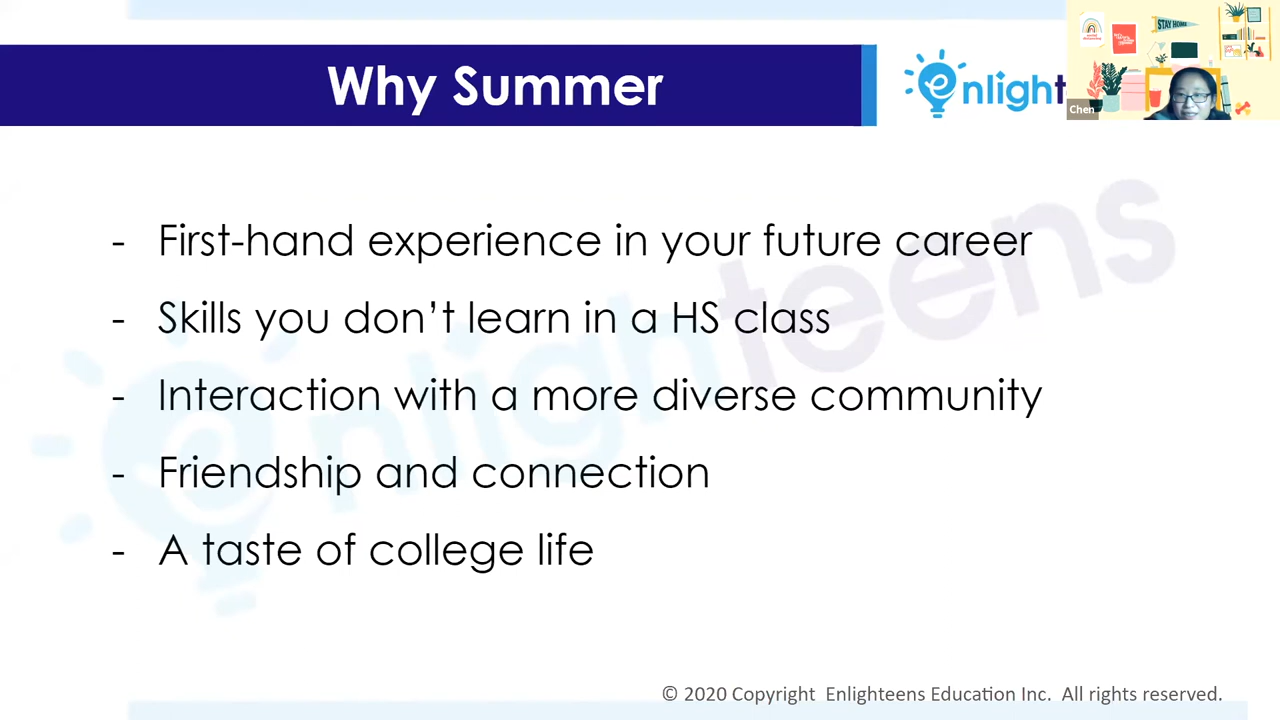 Why Summer
enlight
STAY HOME
Chen
- First-hand experience in your future career
- Skills you don't learn in a HS class
- Interaction with a more diverse community
- Friendship and connection
- A taste of college life
enlighteens
© 2020 Copyright Enlighteens Education Inc. All rights reserved.